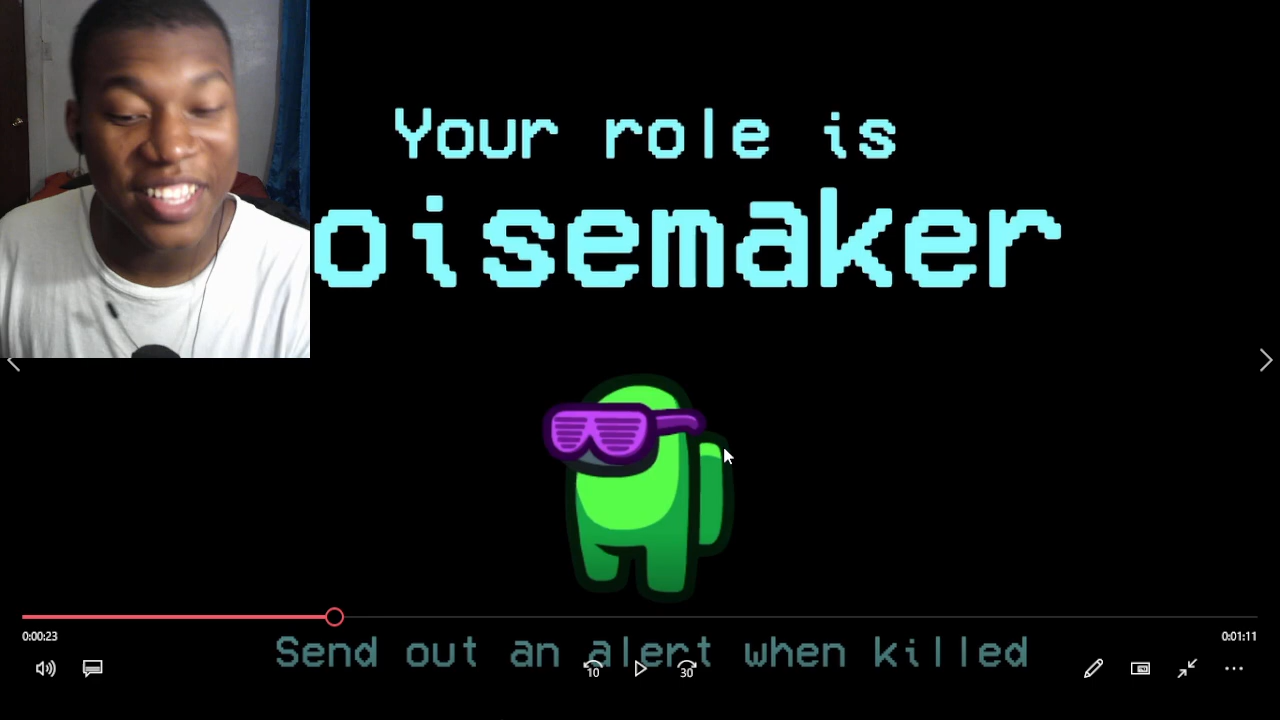 Your role is
oisemaker
0:00:23
0:01:11
Send out an alert when killed
10
30